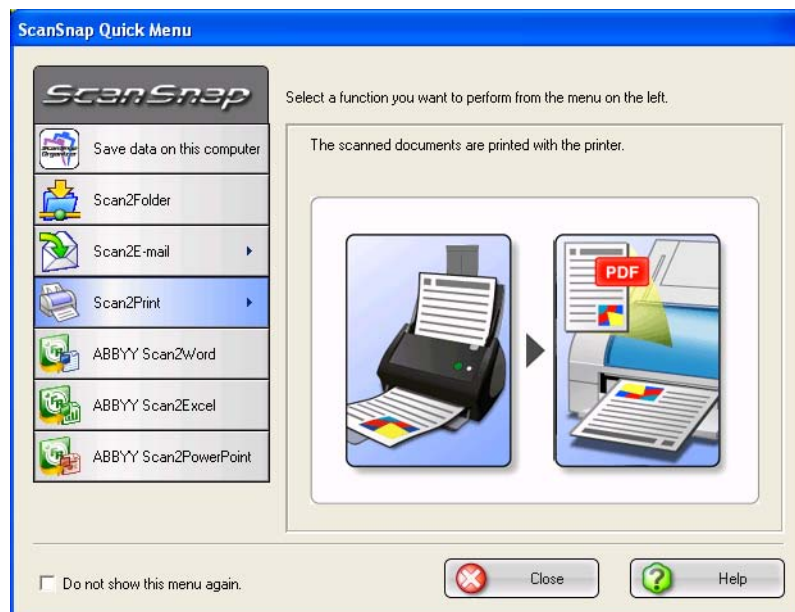 ScanSnap Quick Menu
ScanSnap
Select a function you want to perform from the menu on the left.
Save data on this computer
Scan2Folder
Scan2E-mail
Scan2Print
ABBYY Scan2Word
ABBYY Scan2Excel
ABBYY Scan2PowerPoint
The scanned documents are printed with the printer.
PDF
Do not show this menu again.
Close
Help